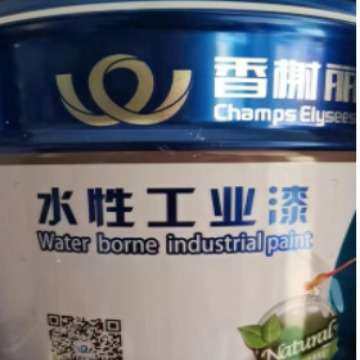 香榭丽
Champs Elysees
水性工业漆
Water borne industrial paint
Natural